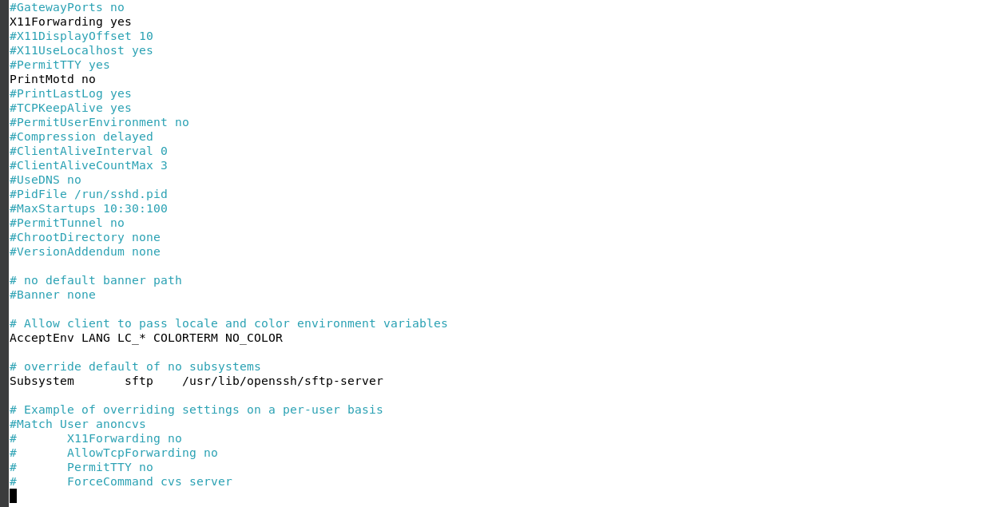 #GatewayPorts no
X11Forwarding yes
#X11DisplayOffset 10
#X11UseLocalhost yes
#PermitTTY yes
PrintMotd no
#PrintLastLog yes
#TCPKeepAlive yes
#PermitUserEnvironment no
#Compression delayed
#ClientAliveInterval 0
#ClientAliveCountMax 3
#UseDNS no
#PidFile /run/sshd.pid
#MaxStartups 10:30:100
#PermitTunnel no
#ChrootDirectory none
#VersionAddendum none

# no default banner path
#Banner none

# Allow client to pass locale and color environment variables
AcceptEnv LANG LC_* COLORTERM NO_COLOR

# override default of no subsystems
Subsystem       sftp    /usr/lib/openssh/sftp-server

# Example of overriding settings on a per-user basis
#Match User anoncvs
#       X11Forwarding no
#       AllowTcpForwarding no
#       PermitTTY no
#       ForceCommand cvs server